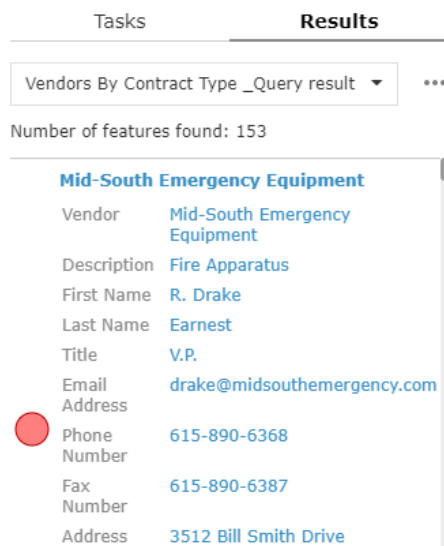 Tasks Results
Vendors By Contract Type _Query result
Number of features found: 153
Mid-South Emergency Equipment
Vendor Mid-South Emergency
Equipment
Description Fire Apparatus
First Name R. Drake
Last Name Earnest
Title V.P.
Email drake@midsouthemergency.com
Address
Phone 615-890-6368
Number
Fax 615-890-6387
Number
Address 3512 Bill Smith Drive